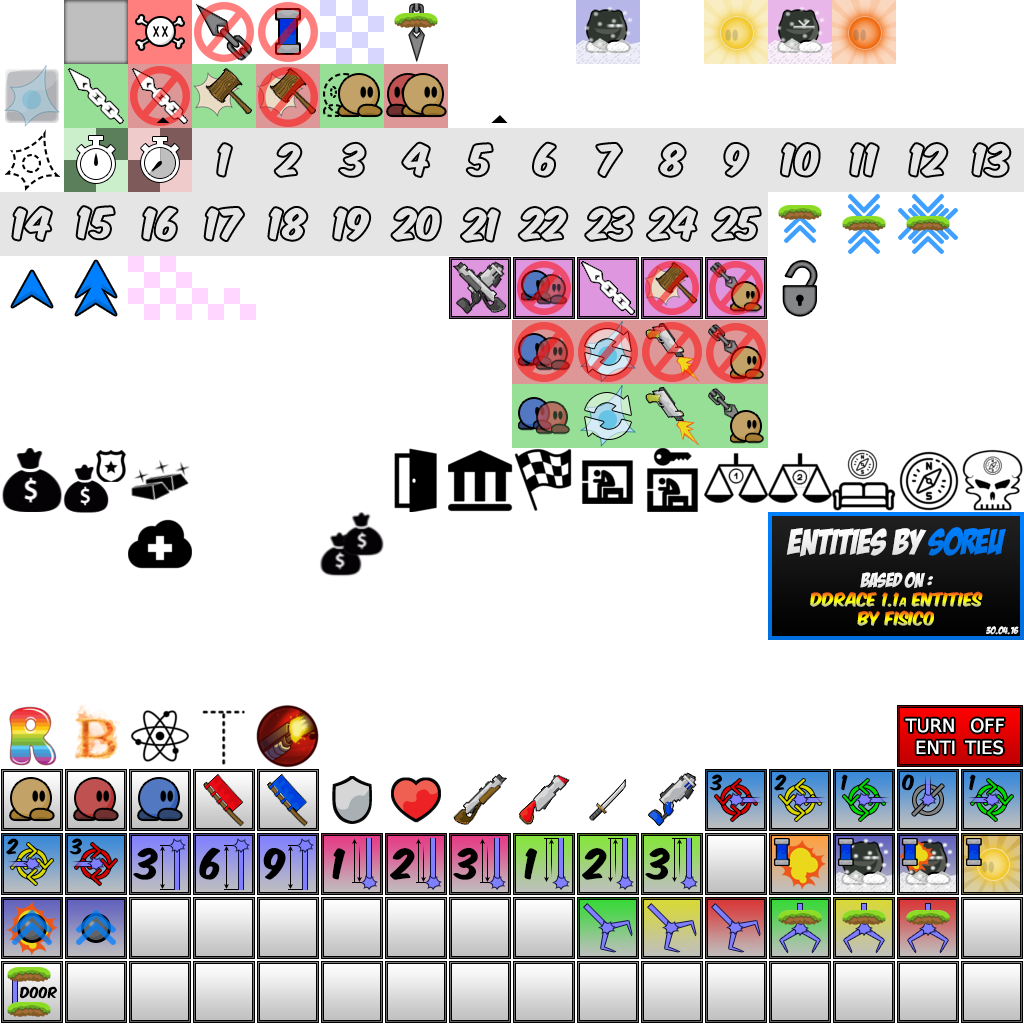 1 2 3 4 5 6 7 8 9 10 11 12 13
14 15 16 17 18 19 20 21 22 23 24 25
$ $ 1 2 N S N S N
$ $
ENTITIES BY SOREU
BASED ON :
DDRACE 1.1A ENTITIES
BY FISICO
30.04.16
R B T
TURN OFF
ENTI TIES
3 2 1 0 1
2 3 3 6 9 1 2 3 1 2 3
DOOR